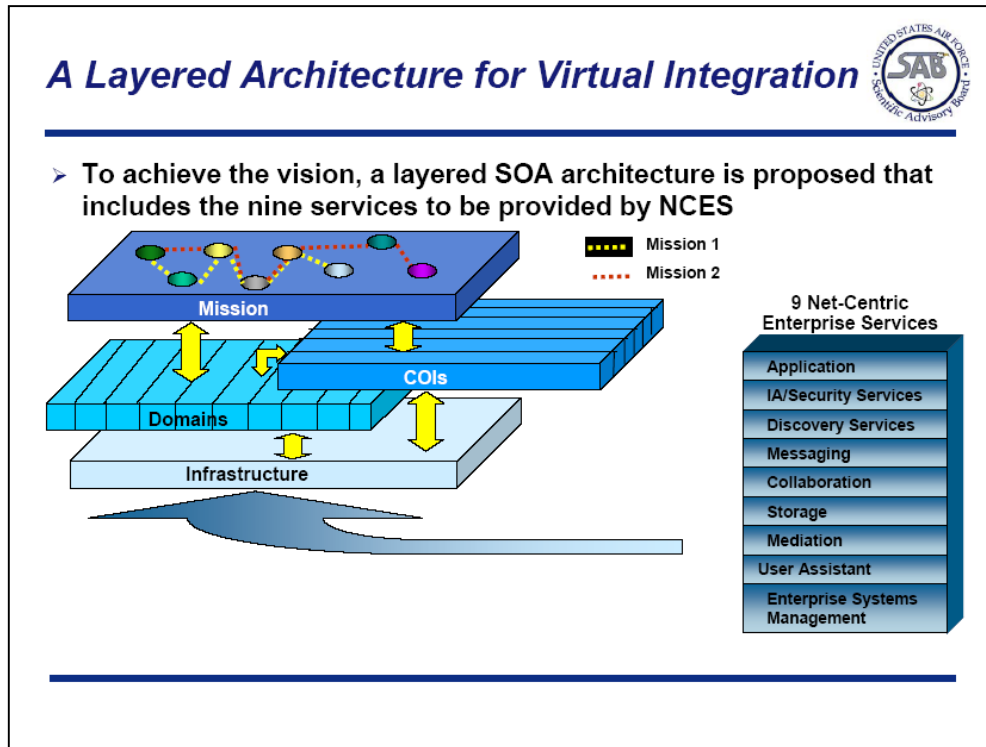 A Layered Architecture for Virtual Integration
UNITED STATES AIR FORCE
SAB
Scientific Advisory Board
➢ To achieve the vision, a layered SOA architecture is proposed that
includes the nine services to be provided by NCES
Mission 1
Mission 2
Mission
COIs
Domains
Infrastructure
9 Net-Centric
Enterprise Services
Application
IA/Security Services
Discovery Services
Messaging
Collaboration
Storage
Mediation
User Assistant
Enterprise Systems
Management